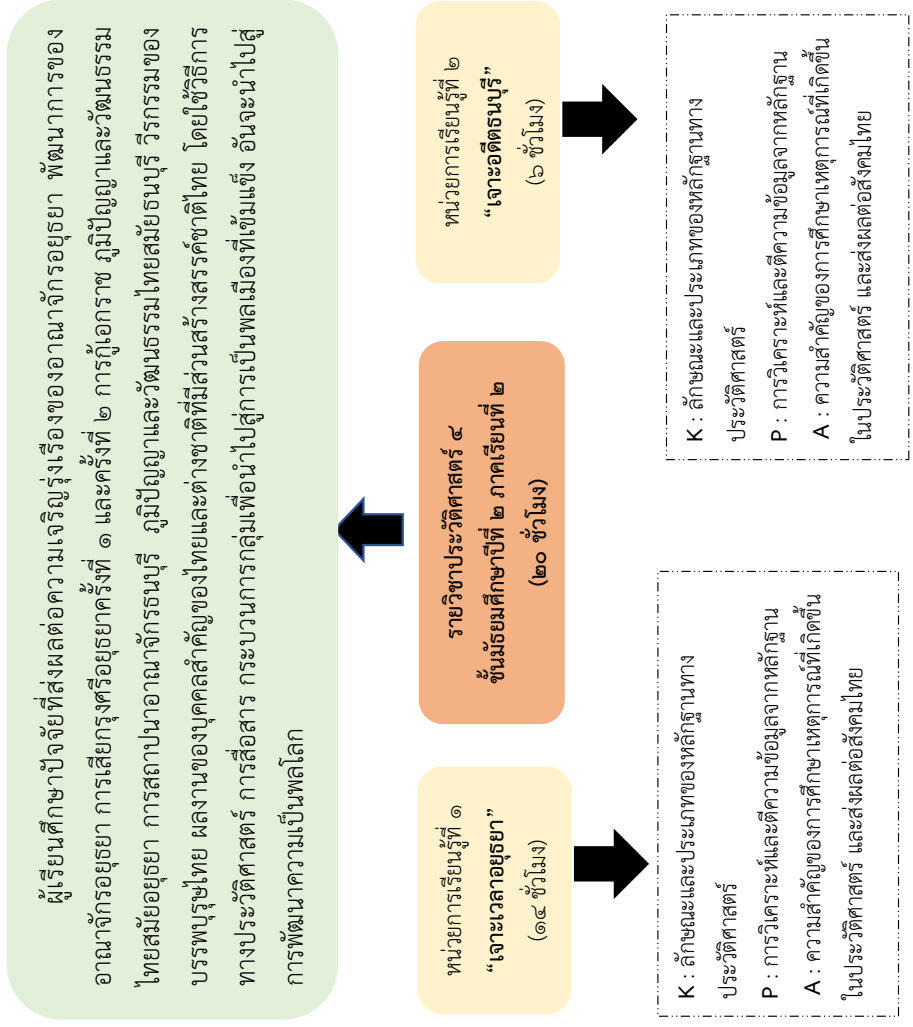 ผู้เรียนศึกษาปัจจัยที่ส่งผลต่อความเจริญรุ่งเรืองของอาณาจักรอยุธยา พัฒนาการของ
อาณาจักรอยุธยา การเสียกรุงศรีอยุธยาครั้งที่ ๑ และครั้งที่ ๒ การกู้เอกราช ภูมิปัญญาและวัฒนธรรม
ไทยสมัยอยุธยา การสถาปนาอาณาจักรธนบุรี ภูมิปัญญาและวัฒนธรรมไทยสมัยธนบุรี วีรกรรมของ
บรรพบุรุษไทย ผลงานของบุคคลสำคัญของไทยและต่างชาติที่มีส่วนสร้างสรรค์ชาติไทย โดยใช้วิธีการ
ทางประวัติศาสตร์ การสื่อสาร กระบวนการกลุ่มเพื่อนำไปสู่การเป็นพลเมืองที่เข้มแข็ง อันจะนำไปสู่
การพัฒนาความเป็นพลโลก
หน่วยการเรียนรู้ที่ ๑
“เจาะเวลาอยุธยา”
(๑๔ ชั่วโมง)
รายวิชาประวัติศาสตร์ ๔
ชั้นมัธยมศึกษาปีที่ ๒ ภาคเรียนที่ ๒
(๒๐ ชั่วโมง)
หน่วยการเรียนรู้ที่ ๒
“เจาะอดีตธนบุรี”
(๖ ชั่วโมง)
K : ลักษณะและประเภทของหลักฐานทาง
ประวัติศาสตร์
P : การวิเคราะห์และตีความข้อมูลจากหลักฐาน
A : ความสำคัญของการศึกษาเหตุการณ์ที่เกิดขึ้น
ในประวัติศาสตร์ และส่งผลต่อสังคมไทย
K : ลักษณะและประเภทของหลักฐานทาง
ประวัติศาสตร์
P : การวิเคราะห์และตีความข้อมูลจากหลักฐาน
A : ความสำคัญของการศึกษาเหตุการณ์ที่เกิดขึ้น
ในประวัติศาสตร์ และส่งผลต่อสังคมไทย